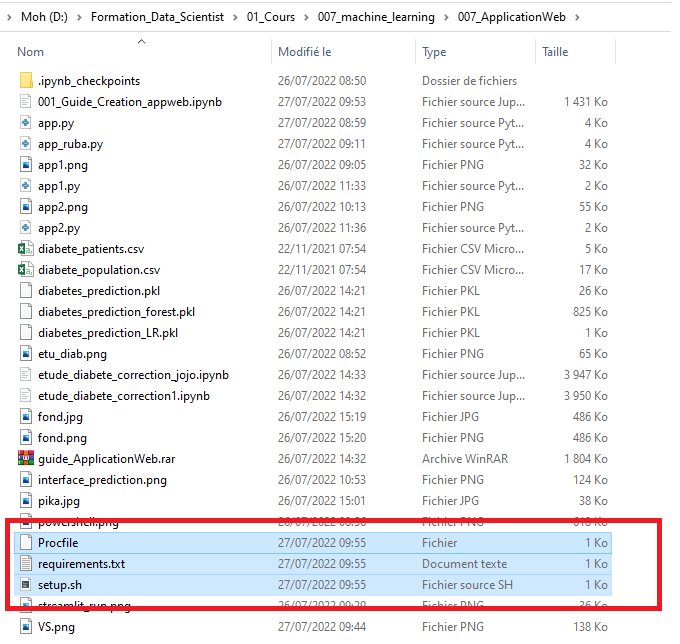 Moh (D:) > Formation_Data_Scientist > 01_Cours > 007_machine_learning > 007_ApplicationWeb >
Nom Modifié le Type Taille
.ipynb_checkpoints 26/07/2022 08:50 Dossier de fichiers
001_Guide_Creation_appweb.ipynb 27/07/2022 09:53 Fichier source Jup... 1 431 Ko
app.py 27/07/2022 08:59 Fichier source Pyt... 4 Ko
app_ruba.py 27/07/2022 09:11 Fichier source Pyt... 4 Ko
app1.png 26/07/2022 09:05 Fichier PNG 32 Ko
app1.py 26/07/2022 11:33 Fichier source Pyt... 2 Ko
app2.png 26/07/2022 10:13 Fichier PNG 55 Ko
app2.py 26/07/2022 11:36 Fichier source Pyt... 2 Ko
diabete_patients.csv 22/11/2021 07:54 Fichier CSV Micro... 5 Ko
diabete_population.csv 22/11/2021 07:54 Fichier CSV Micro... 17 Ko
diabetes_prediction.pkl 26/07/2022 14:21 Fichier PKL 26 Ko
diabetes_prediction_forest.pkl 26/07/2022 14:21 Fichier PKL 825 Ko
diabetes_prediction_LR.pkl 26/07/2022 14:21 Fichier PKL 1 Ko
etu_diab.png 26/07/2022 08:52 Fichier PNG 65 Ko
etude_diabete_correction_jojo.ipynb 26/07/2022 14:33 Fichier source Jup... 3 947 Ko
etude_diabete_correction1.ipynb 26/07/2022 14:32 Fichier source Jup... 3 950 Ko
fond.jpg 26/07/2022 15:19 Fichier JPG 486 Ko
fond.png 26/07/2022 15:20 Fichier PNG 486 Ko
guide_ApplicationWeb.rar 26/07/2022 14:32 Archive WinRAR 1 804 Ko
interface_prediction.png 26/07/2022 09:53 Fichier PNG 124 Ko
pika.jpg 26/07/2022 15:01 Fichier JPG 38 Ko
powershell.png 26/07/2022 Fichier PNG Ko
Procfile 27/07/2022 09:55 Fichier 1 Ko
requirements.txt 27/07/2022 09:55 Document texte 1 Ko
setup.sh 27/07/2022 09:55 Fichier source SH 1 Ko
streamlit_run.png 26/07/2022 Fichier PNG Ko
VS.png 27/07/2022 09:44 Fichier PNG 138 Ko